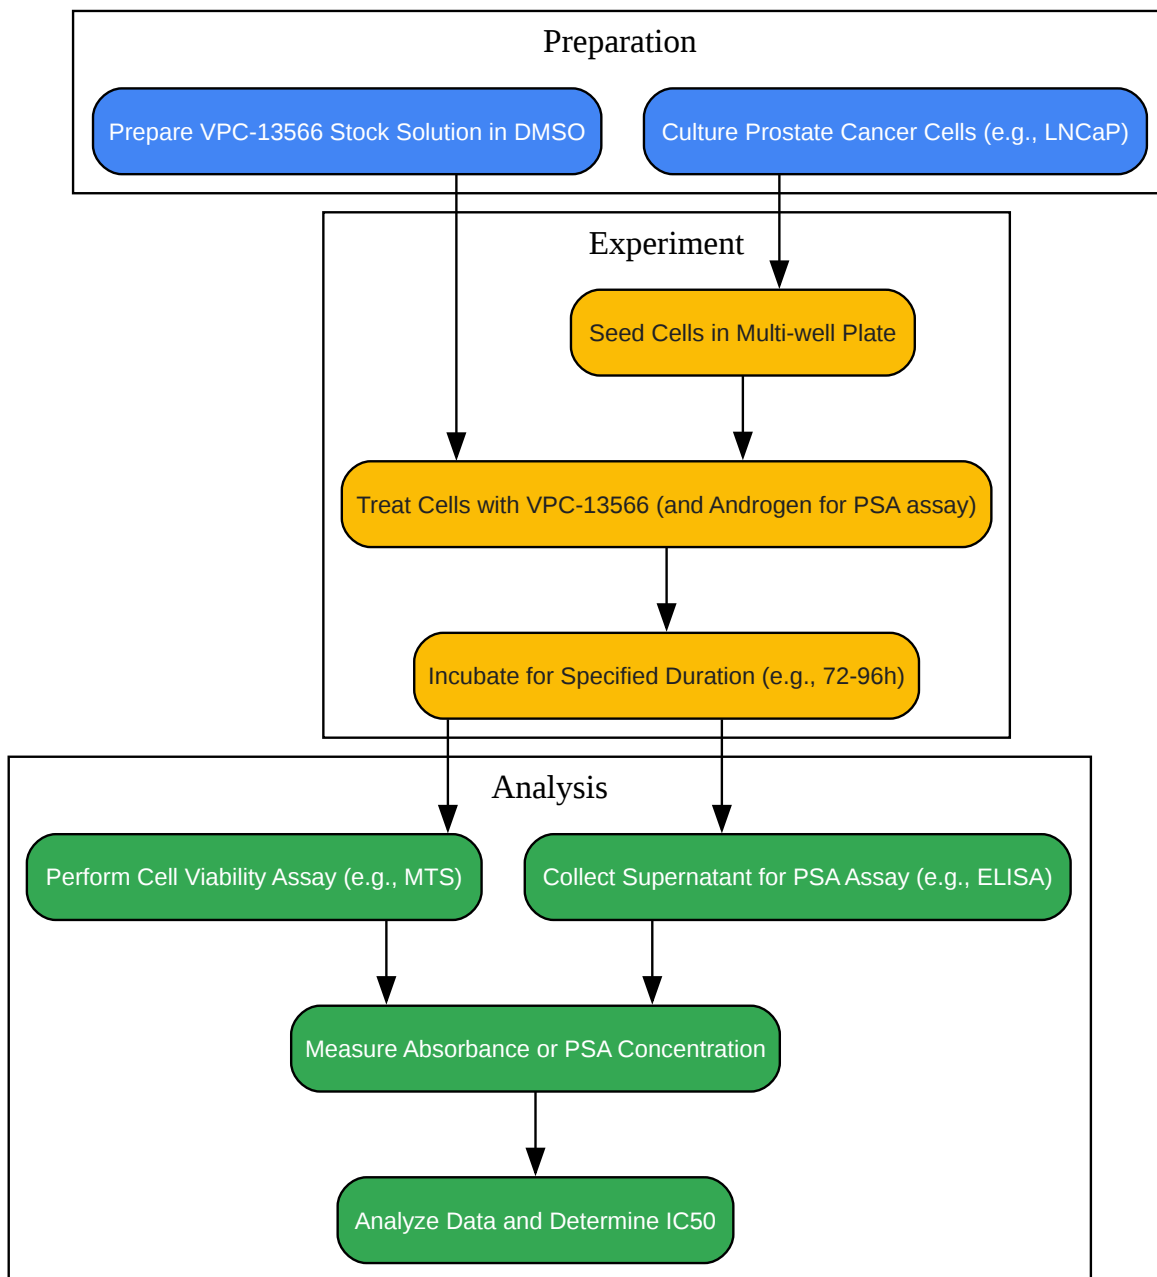 Preparation
Prepare VPC-13566 Stock Solution in DMSO
Culture Prostate Cancer Cells (e.g., LNCaP)
Experiment
Seed Cells in Multi-well Plate
Treat Cells with VPC-13566 (and Androgen for PSA assay)
Incubate for Specified Duration (e.g., 72-96h)
Analysis
Perform Cell Viability Assay (e.g., MTS)
Collect Supernatant for PSA Assay (e.g., ELISA)
Measure Absorbance or PSA Concentration
Analyze Data and Determine IC50